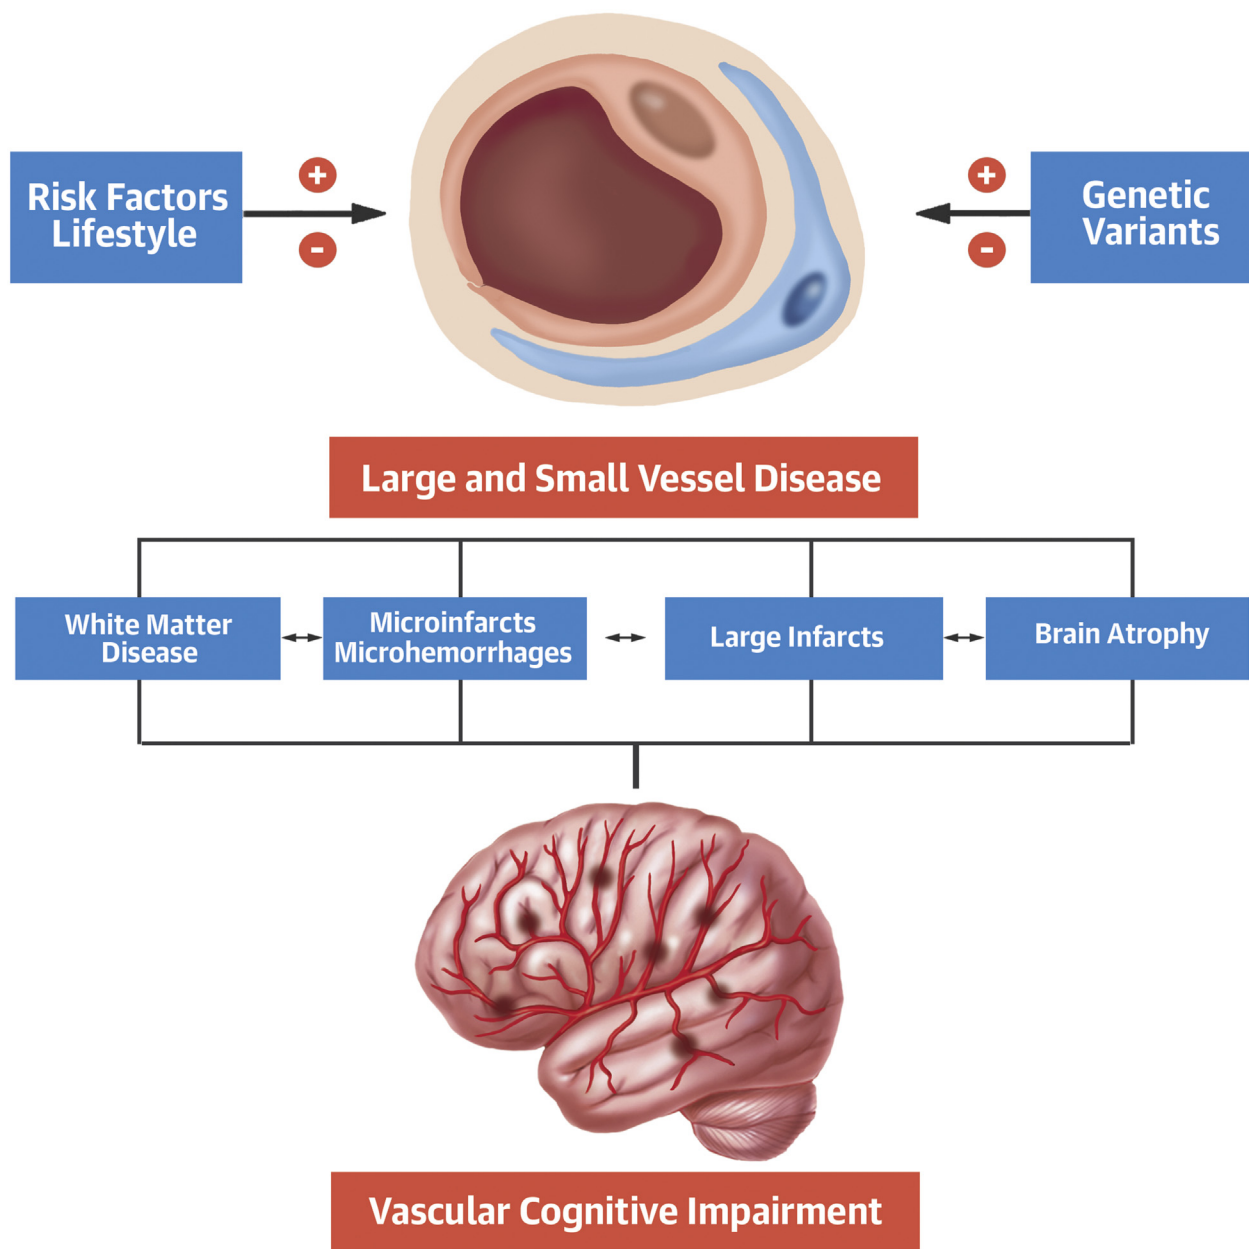 Risk Factors
Lifestyle
+
-
+
-
Genetic
Variants
Large and Small Vessel Disease
White Matter
Disease
Microinfarcts
Microhemorrhages
Large Infarcts
Brain Atrophy
Vascular Cognitive Impairment